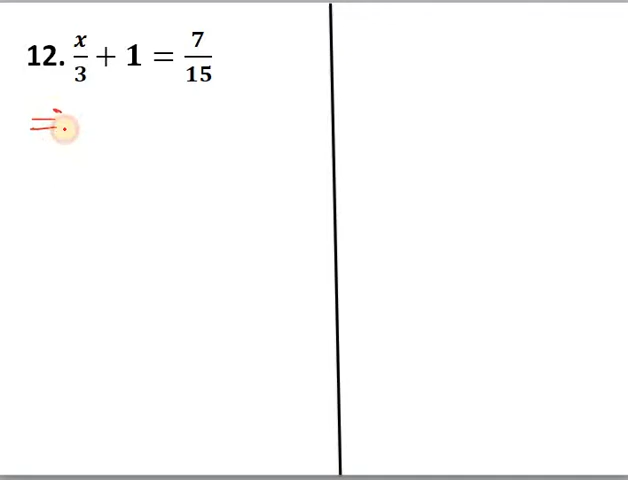 12. x/3 + 1 = 7/15
⇒